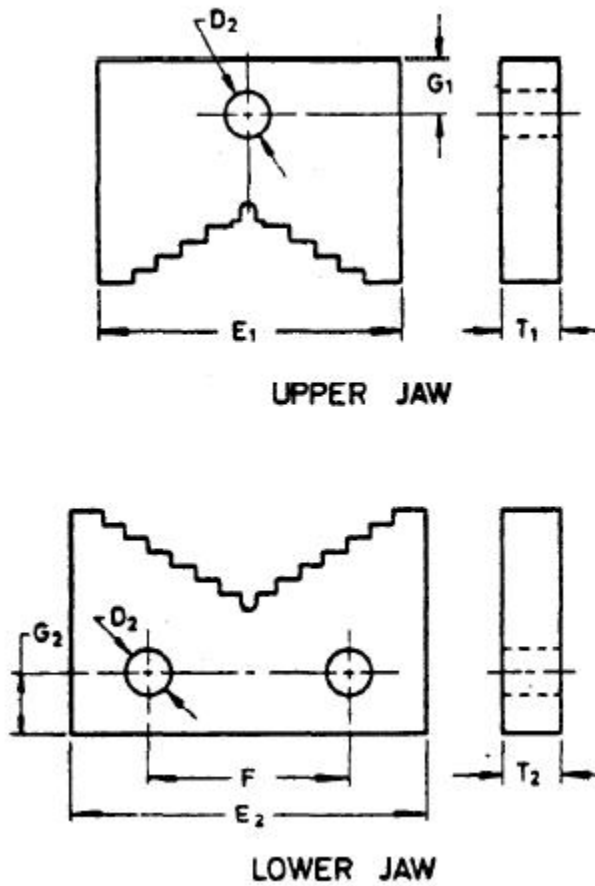 D₂
G₁
E₁
T₁
UPPER JAW
G₂
D₂
F
T₂
E₂
LOWER JAW